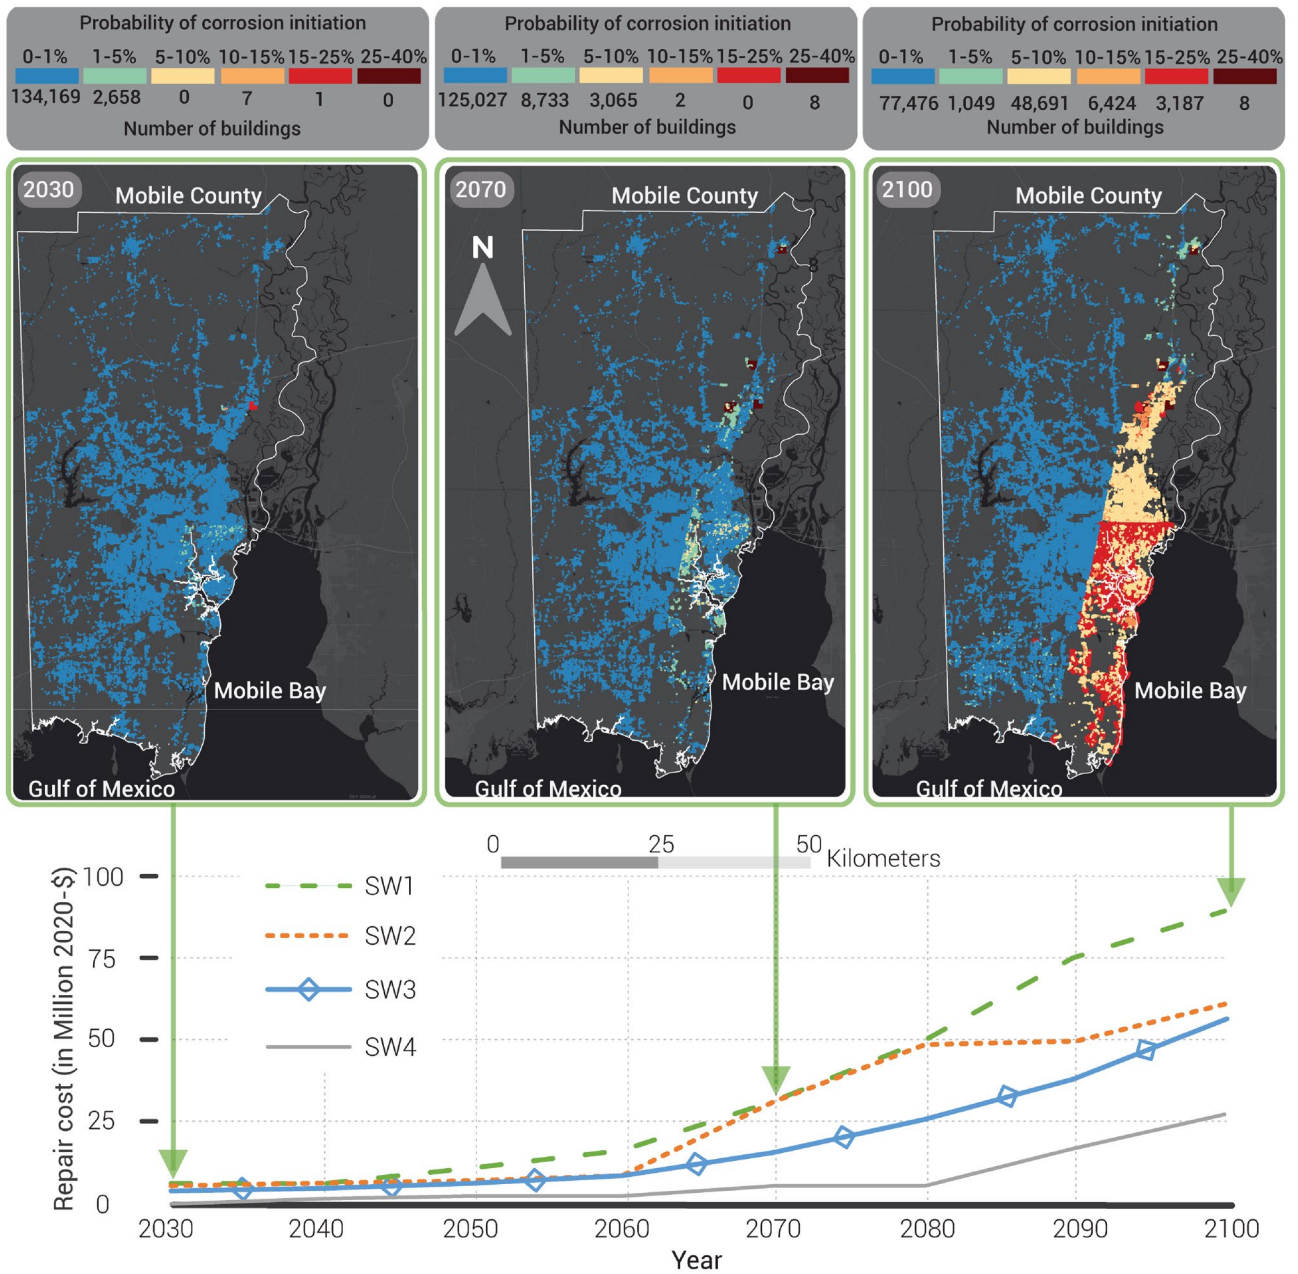 Probability of corrosion initiation
0-1% 1-5% 5-10% 10-15% 15-25% 25-40%
134,169 2,658 0 7 1 0
Number of buildings
Probability of corrosion initiation
0-1% 1-5% 5-10% 10-15% 15-25% 25-40%
125,027 8,733 3,065 2 0 8
Number of buildings
Probability of corrosion initiation
0-1% 1-5% 5-10% 10-15% 15-25% 25-40%
77,476 1,049 48,691 6,424 3,187 8
Number of buildings
2030
Mobile County
Mobile Bay
Gulf of Mexico
2070
Mobile County
N
8
Mobile Bay
Gulf of Mexico
2100
Mobile County
Mobile Bay
Gulf of Mexico
0 25 50 Kilometers
Repair cost (in Million 2020-$)
100
75
50
25
0
SW1
SW2
SW3
SW4
2030 2040 2050 2060 2070 2080 2090 2100
Year